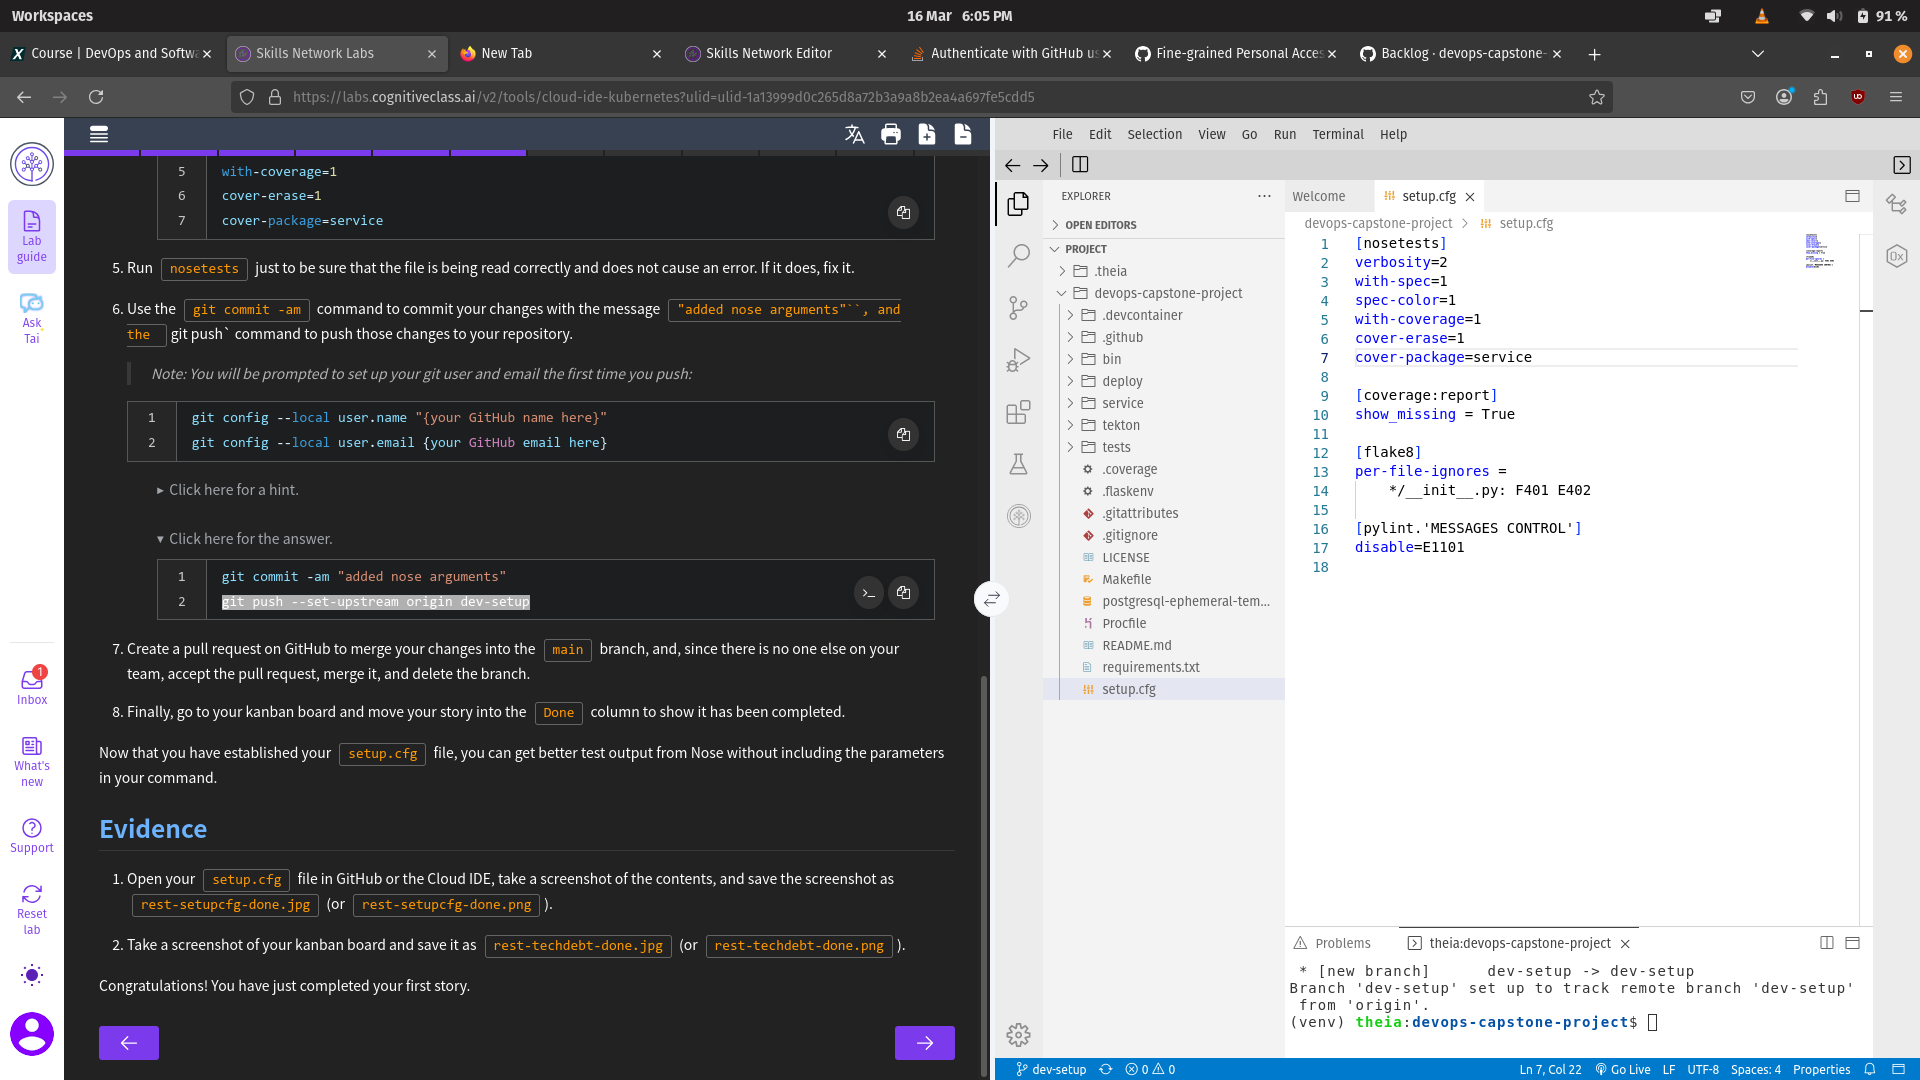 Workspaces
16 Mar 6:05 PM
91 %
Course | DevOps and Softwa
Skills Network Labs
New Tab
Skills Network Editor
Authenticate with GitHub us
Fine-grained Personal Acces
Backlog · devops-capstone-
https://labs.cognitiveclass.ai/v2/tools/cloud-ide-kubernetes?ulid=ulid-1a13999d0c265d8a72b3a9a8b2ea4a697fe5cdd5
Lab
guide
Ask
Tai
1
Inbox
What's
new
Support
Reset
lab
5 with-coverage=1
6 cover-erase=1
7 cover-package=service
5. Run nosetests just to be sure that the file is being read correctly and does not cause an error. If it does, fix it.
6. Use the git commit -am command to commit your changes with the message "added nose arguments"``, and
the git push` command to push those changes to your repository.
Note: You will be prompted to set up your git user and email the first time you push:
1 git config --local user.name "{your GitHub name here}"
2 git config --local user.email {your GitHub email here}
▸ Click here for a hint.
▾ Click here for the answer.
1 git commit -am "added nose arguments"
2 git push --set-upstream origin dev-setup
7. Create a pull request on GitHub to merge your changes into the main branch, and, since there is no one else on your
team, accept the pull request, merge it, and delete the branch.
8. Finally, go to your kanban board and move your story into the Done column to show it has been completed.
Now that you have established your setup.cfg file, you can get better test output from Nose without including the parameters
in your command.
Evidence
1. Open your setup.cfg file in GitHub or the Cloud IDE, take a screenshot of the contents, and save the screenshot as
rest-setupcfg-done.jpg (or rest-setupcfg-done.png ).
2. Take a screenshot of your kanban board and save it as rest-techdebt-done.jpg (or rest-techdebt-done.png ).
Congratulations! You have just completed your first story.
File Edit Selection View Go Run Terminal Help
EXPLORER
OPEN EDITORS
PROJECT
.theia
devops-capstone-project
.devcontainer
.github
bin
deploy
service
tekton
tests
.coverage
.flaskenv
.gitattributes
.gitignore
LICENSE
Makefile
postgresql-ephemeral-tem...
Procfile
README.md
requirements.txt
setup.cfg
Welcome
setup.cfg
devops-capstone-project > setup.cfg
1 [nosetests]
2 verbosity=2
3 with-spec=1
4 spec-color=1
5 with-coverage=1
6 cover-erase=1
7 cover-package=service
8
9 [coverage:report]
10 show_missing = True
11
12 [flake8]
13 per-file-ignores =
14 */__init__.py: F401 E402
15
16 [pylint.'MESSAGES CONTROL']
17 disable=E1101
18
Problems
theia:devops-capstone-project
* [new branch] dev-setup -> dev-setup
Branch 'dev-setup' set up to track remote branch 'dev-setup'
from 'origin'.
(venv) theia:devops-capstone-project$
dev-setup
0 0
Ln 7, Col 22
Go Live
LF
UTF-8
Spaces: 4
Properties